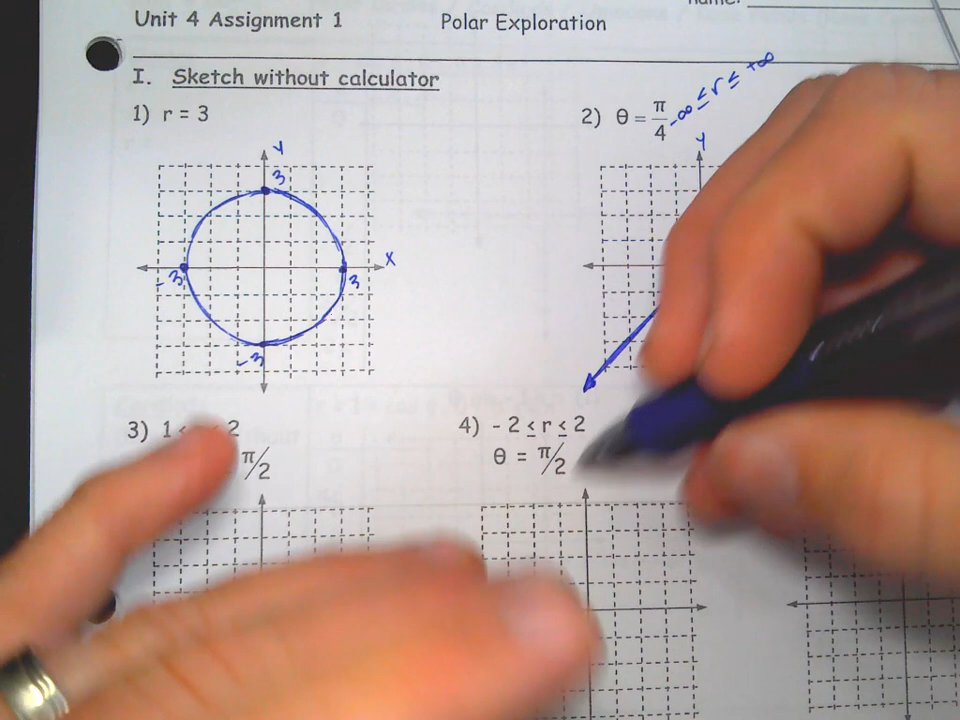 Unit 4 Assignment 1 Polar Exploration
I. Sketch without calculator
1) r = 3
2) θ = π/4 -∞ ≤ r ≤ +∞
Y
3
X
-3
3
-3
Y
3) 1 2
π/2
4) - 2 ≤ r ≤ 2
θ = π/2